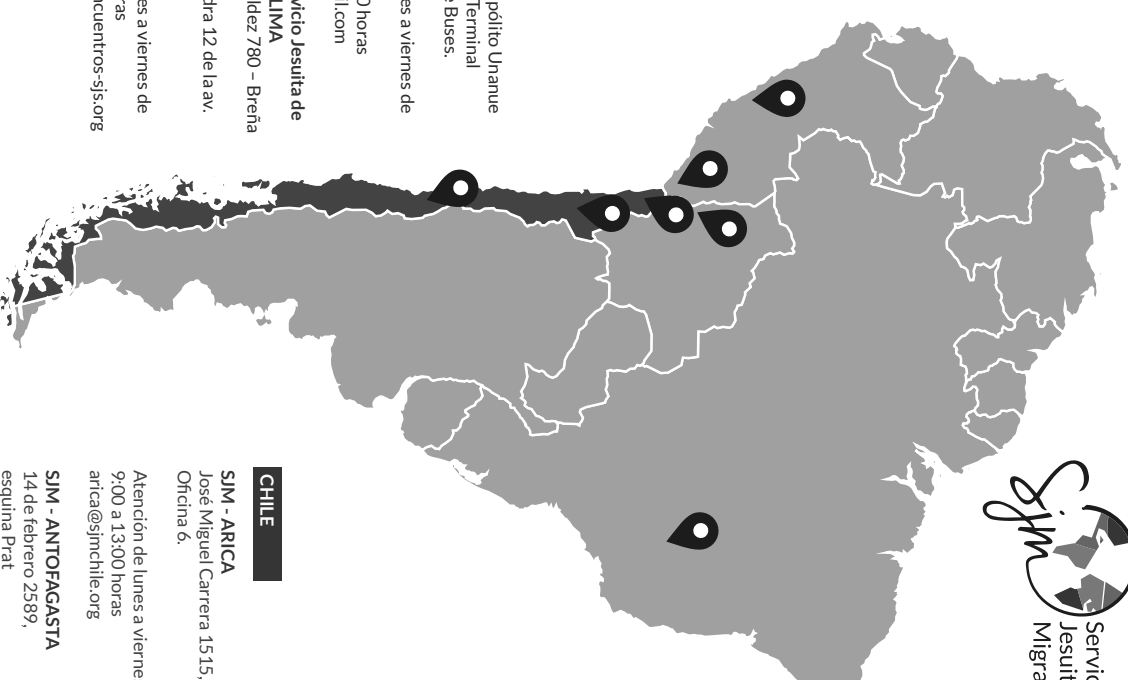 sjm
Servic
Jesuit
Migra
pólito Unanue
Terminal
e Buses.
es a viernes de
0 horas
il.com
vicio Jesuita de
LIMA
ldez 780 – Breña
dra 12 de la av.
es a viernes de
ras
ncuentros-sjs.org
CHILE
SJM - ARICA
José Miguel Carrera 1515,
Oficina 6.
Atención de lunes a vierne
9:00 a 13:00 horas
arica@sjmchile.org
SJM - ANTOFAGASTA
14 de febrero 2589,
esquina Prat